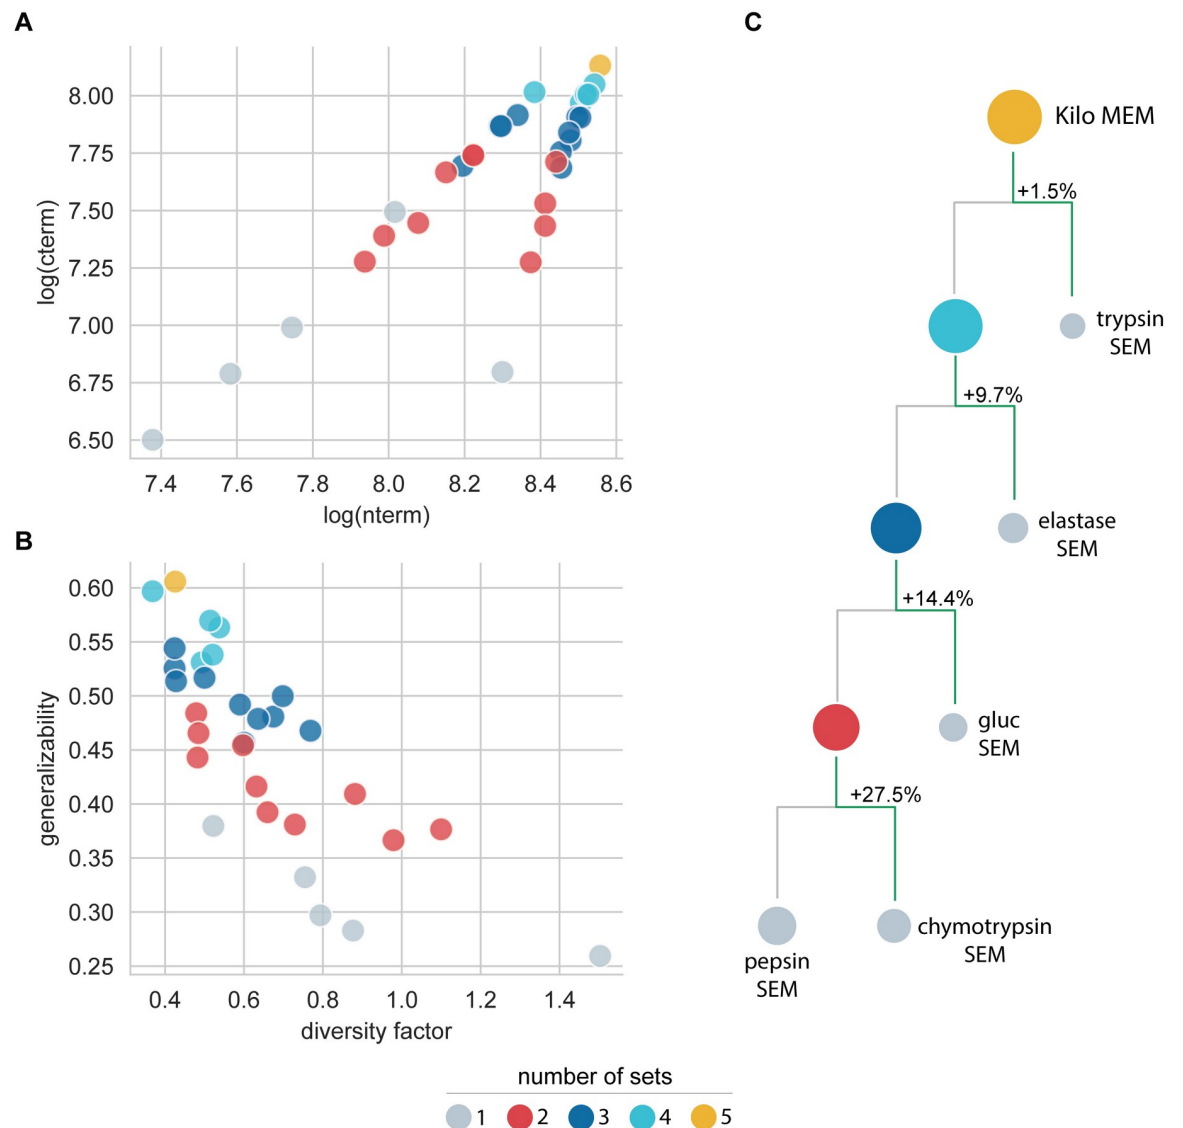 A
log(cterm)
8.00
7.75
7.50
7.25
7.00
6.75
6.50
7.4 7.6 7.8 8.0 8.2 8.4 8.6
log(nterm)
B
generalizability
0.60
0.55
0.50
0.45
0.40
0.35
0.30
0.25
0.4 0.6 0.8 1.0 1.2 1.4
diversity factor
C
Kilo MEM
+1.5%
trypsin
SEM
+9.7%
elastase
SEM
+14.4%
gluc
SEM
+27.5%
chymotrypsin
SEM
pepsin
SEM
number of sets
1 2 3 4 5